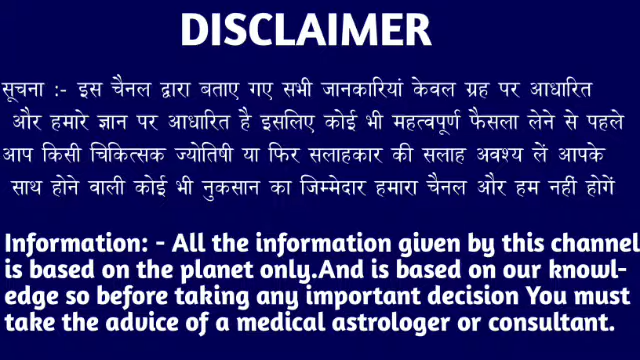 DISCLAIMER
सूचना :- इस चैनल द्वारा बताए गए सभी जानकारियां केवल ग्रह पर आधारित
और हमारे ज्ञान पर आधारित है इसलिए कोई भी महत्वपूर्ण फैसला लेने से पहले
आप किसी चिकित्सक ज्योतिषी या फिर सलाहकार की सलाह अवश्य लें आपके
साथ होने वाली कोई भी नुकसान का जिम्मेदार हमारा चैनल और हम नहीं होगें
Information: - All the information given by this channel
is based on the planet only.And is based on our knowl-
edge so before taking any important decision You must
take the advice of a medical astrologer or consultant.